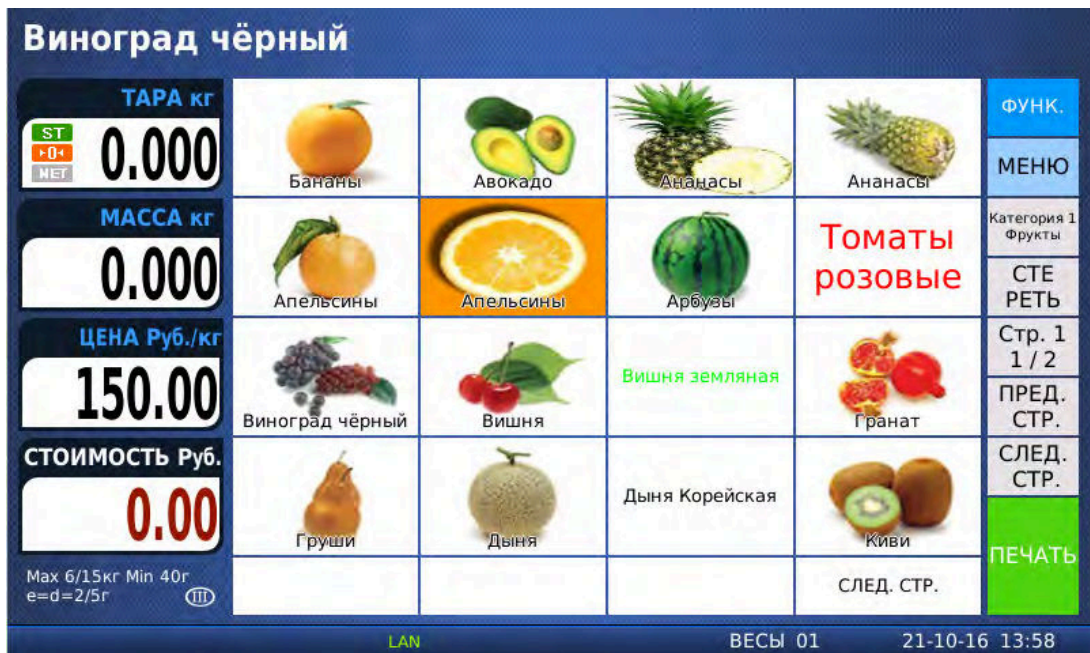 Виноград чёрный
ТАРА кг
ST
▸0◂
NET
0.000
МАССА кг
0.000
ЦЕНА Руб./кг
150.00
СТОИМОСТЬ Руб.
0.00
Max 6/15кг Min 40г
e=d=2/5г
III
Бананы
Авокадо
Ананасы
Ананасы
Апельсины
Апельсины
Арбузы
Томаты
розовые
Виноград чёрный
Вишня
Вишня земляная
Гранат
Груши
Дыня
Дыня Корейская
Киви
СЛЕД. СТР.
ФУНК.
МЕНЮ
Категория 1
Фрукты
СТЕ
РЕТЬ
Стр. 1
1 / 2
ПРЕД.
СТР.
СЛЕД.
СТР.
ПЕЧАТЬ
LAN
ВЕСЫ 01
21-10-16 13:58